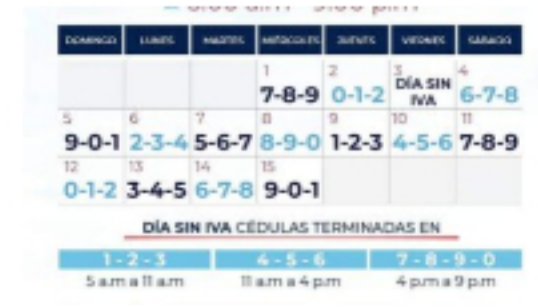 DOMINGO LUNES MARTES MIÉRCOLES JUEVES VIERNES SÁBADO
1 2 3 4
7-8-9 0-1-2 DÍA SIN IVA 6-7-8
5 6 7 8 9 10 11
9-0-1 2-3-4 5-6-7 8-9-0 1-2-3 4-5-6 7-8-9
12 13 14 15
0-1-2 3-4-5 6-7-8 9-0-1
DÍA SIN IVA CÉDULAS TERMINADAS EN
1-2-3 4-5-6 7-8-9-0
5 a.m a 11 a.m 11 a.m a 4 p.m 4 p.m a 9 p.m